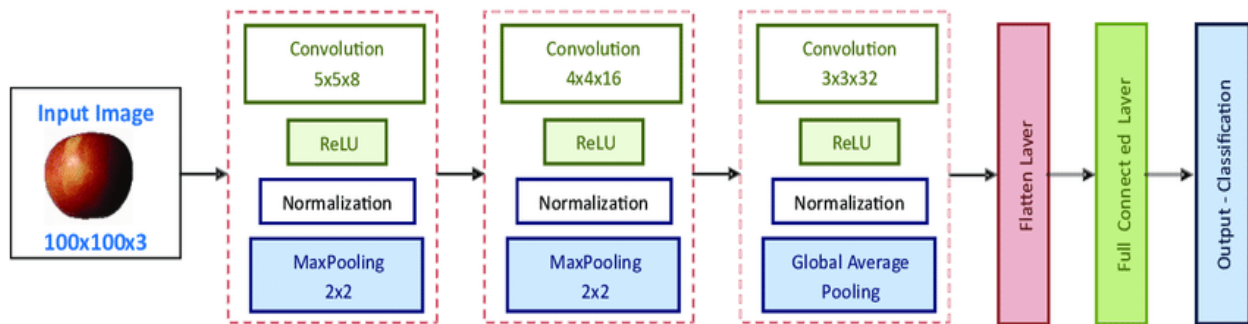 Input Image
100x100x3
Convolution
5x5x8
ReLU
Normalization
MaxPooling
2x2
Convolution
4x4x16
ReLU
Normalization
MaxPooling
2x2
Convolution
3x3x32
ReLU
Normalization
Global Average
Pooling
Flatten Layer
Full Connect ed Layer
Output - Classification